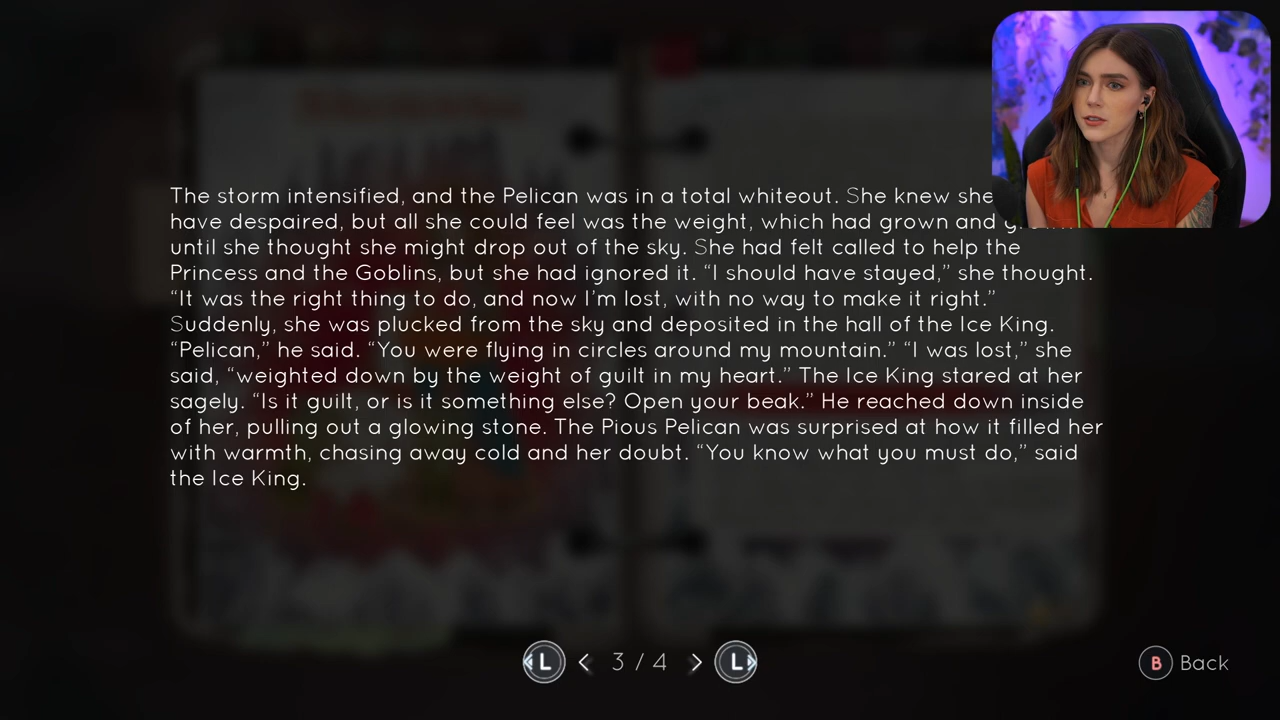 The storm intensified, and the Pelican was in a total whiteout. She knew she
have despaired, but all she could feel was the weight, which had grown and
until she thought she might drop out of the sky. She had felt called to help the
Princess and the Goblins, but she had ignored it. “I should have stayed,” she thought.
“It was the right thing to do, and now I’m lost, with no way to make it right.”
Suddenly, she was plucked from the sky and deposited in the hall of the Ice King.
“Pelican,” he said. “You were flying in circles around my mountain.” “I was lost,” she
said, “weighted down by the weight of guilt in my heart.” The Ice King stared at her
sagely. “Is it guilt, or is it something else? Open your beak.” He reached down inside
of her, pulling out a glowing stone. The Pious Pelican was surprised at how it filled her
with warmth, chasing away cold and her doubt. “You know what you must do,” said
the Ice King.
L < 3 / 4 > L
B Back